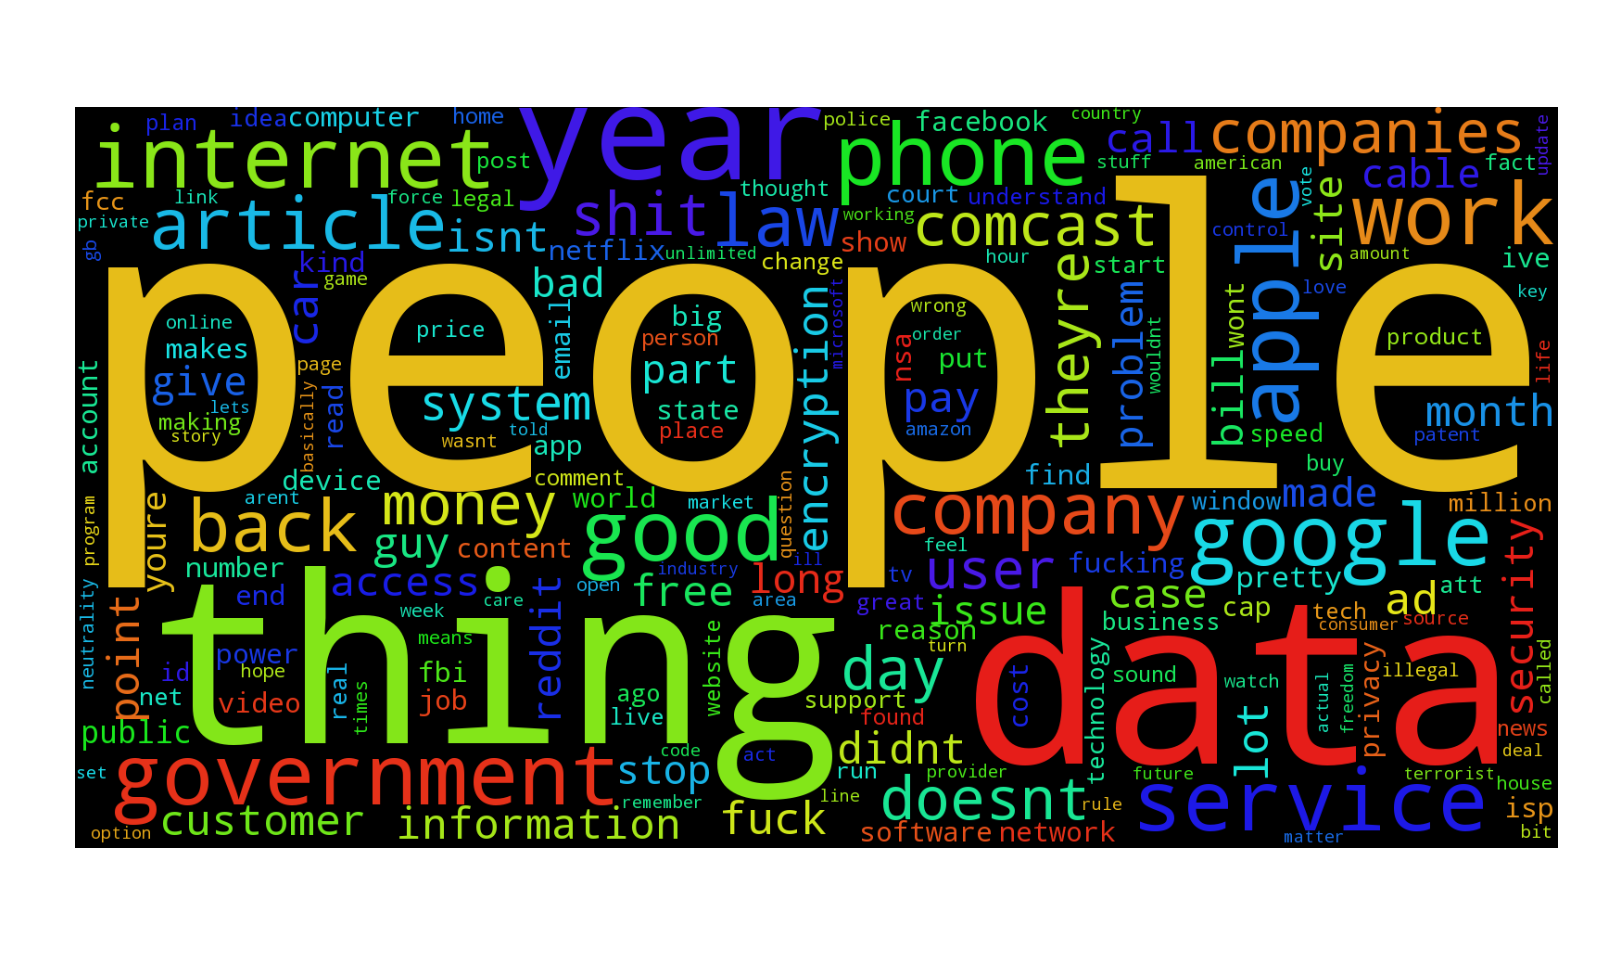 plan idea computer home year police facebook country call companies update
internet post phone stuff american fact
fcc link force legal thought court understand vote cable
private article isnt shit law working comcast site work
gb kind netflix unlimited change show hour control apple amount ive
car game bad microsoft start love key
people
online price email big encryption wrong theyre problem wont product
makes person order wouldnt
account give page part nsa put life
making lets read system state pay bill month
story basically wasnt told app place amazon speed patent
device comment find buy
program arent money world market question company window made million
youre back guy content good feel google
number industry ill tv user fucking pretty att security
neutrality end access reddit open free area long great issue case cap ad
point week care reason business tech consumer source
id power thing means website turn data
hope fbi day cost technology sound privacy illegal called
net video real times job ago live support found watch actual freedom
public didnt lot news
set government stop code act run provider future terrorist deal house
remember line doesnt rule service isp
option customer information fuck software network matter bit